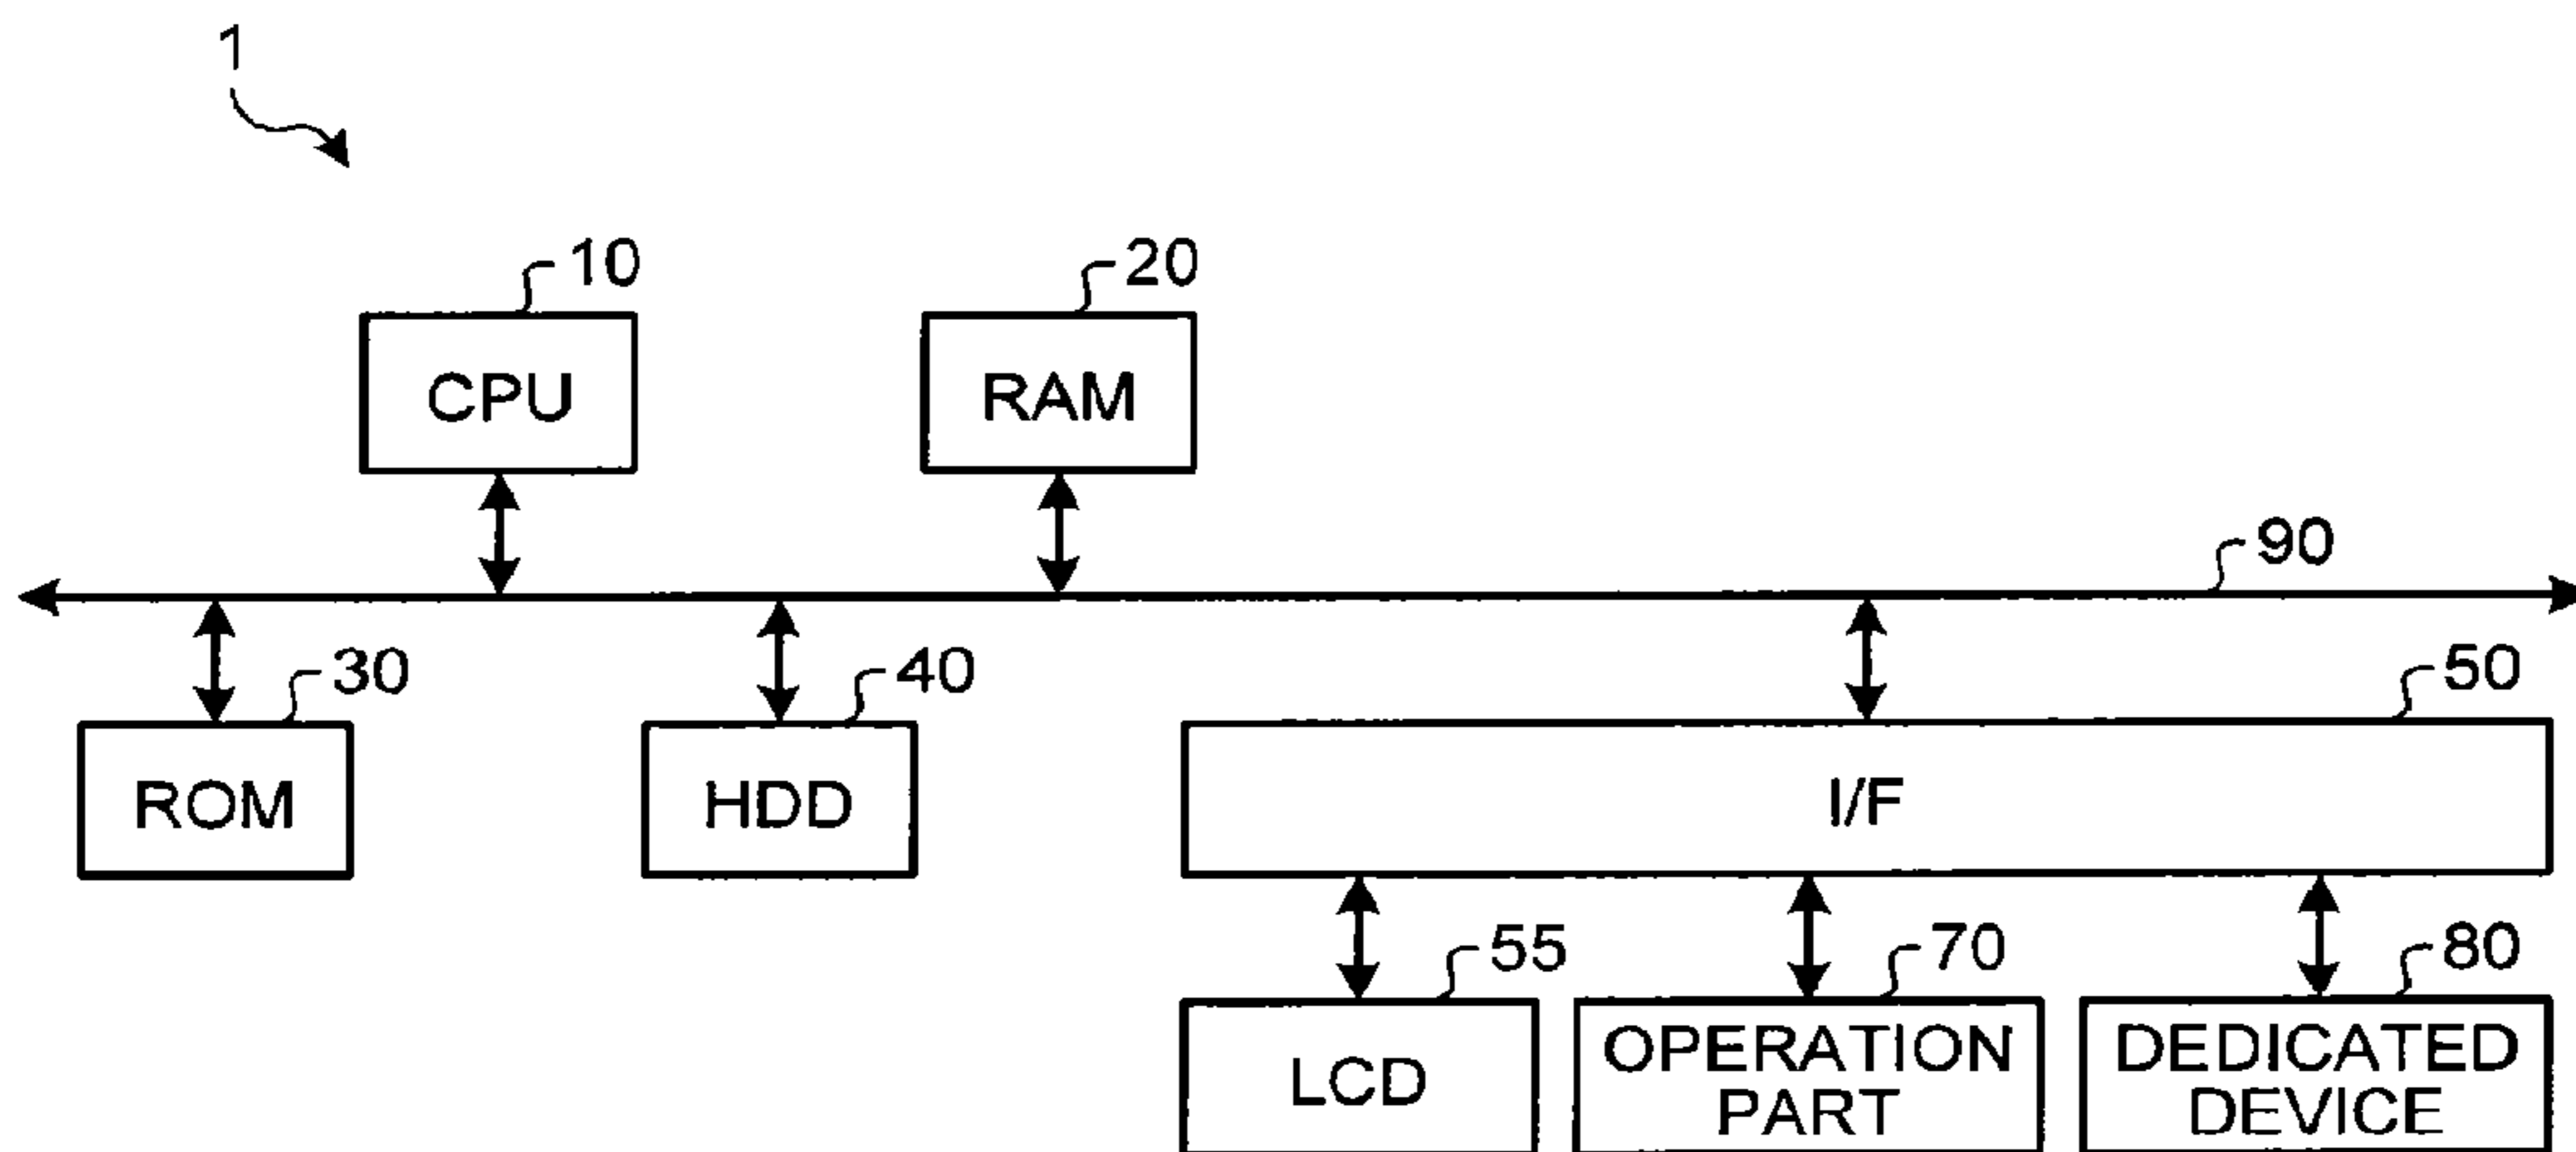 1
10
20
CPU
RAM
90
30
40
50
ROM
HDD
I/F
55
70
80
LCD
OPERATION
PART
DEDICATED
DEVICE